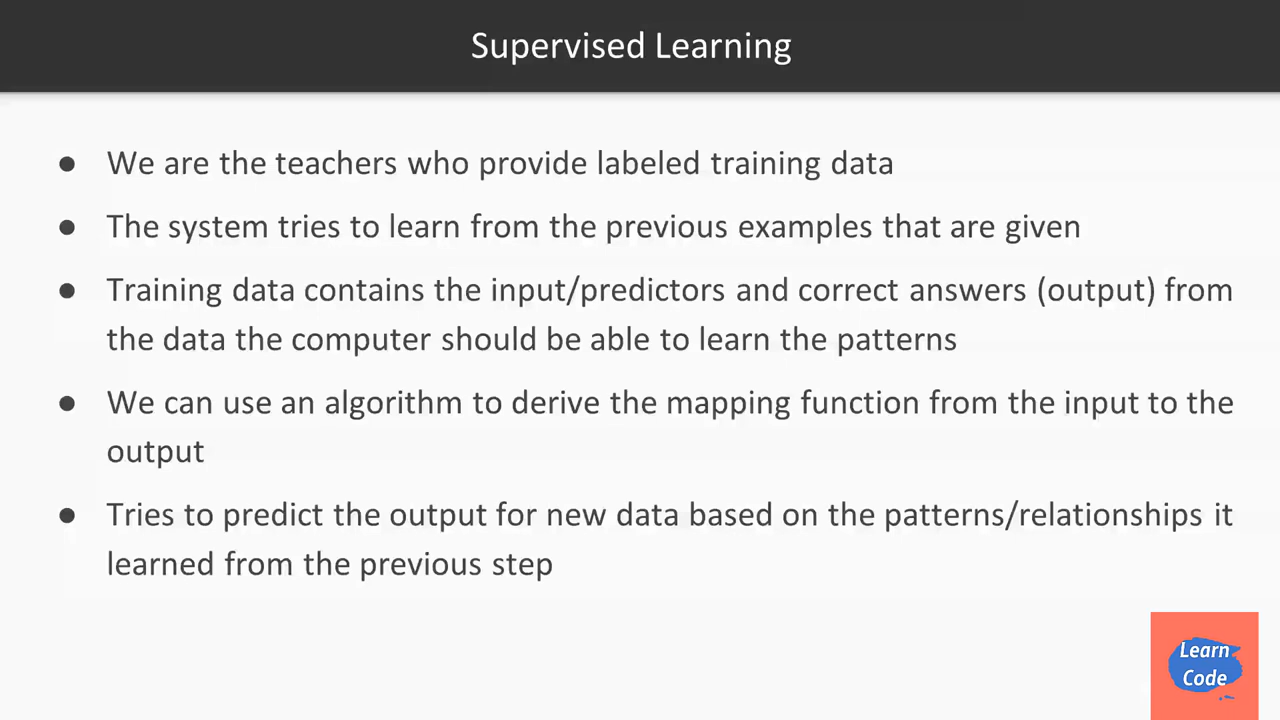 Supervised Learning
● We are the teachers who provide labeled training data
● The system tries to learn from the previous examples that are given
● Training data contains the input/predictors and correct answers (output) from
the data the computer should be able to learn the patterns
● We can use an algorithm to derive the mapping function from the input to the
output
● Tries to predict the output for new data based on the patterns/relationships it
learned from the previous step
Learn
Code